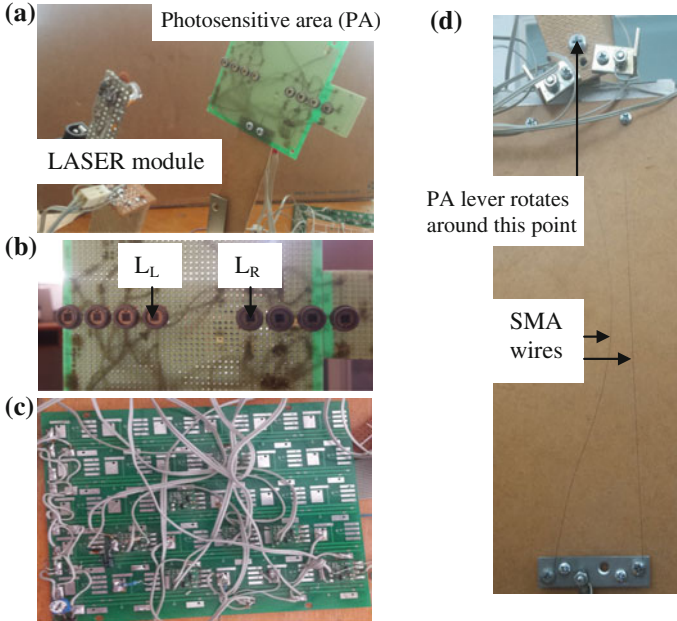 (a)
Photosensitive area (PA)
LASER module
(b)
L_L
L_R
(c)
(d)
PA lever rotates
around this point
SMA
wires